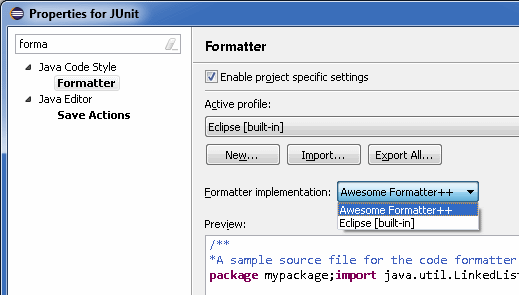 Properties for JUnit
forma
Java Code Style
Formatter
Java Editor
Save Actions
Formatter
Enable project specific settings
Active profile:
Eclipse [built-in]
New... Import... Export All...
Formatter implementation: Awesome Formatter++
Awesome Formatter++
Eclipse [built-in]
Preview:
/**
*A sample source file for the code formatter
package mypackage;import java.util.LinkedLis